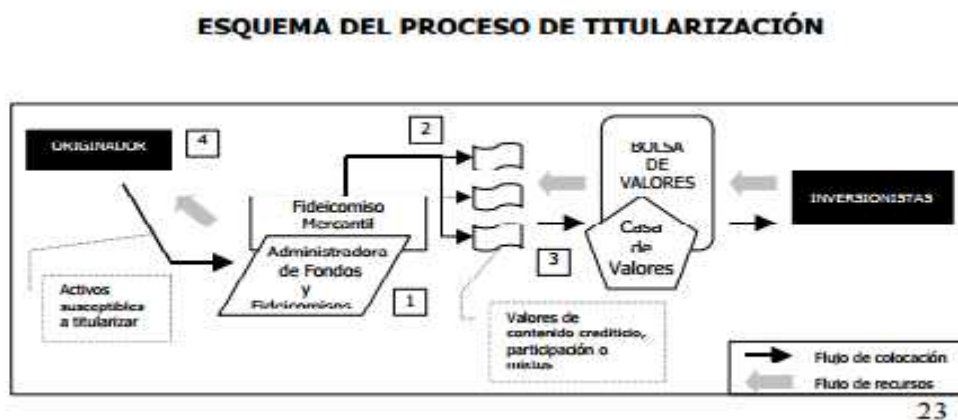 ESQUEMA DEL PROCESO DE TITULARIZACIÓN
ORIGINADOR
4
2
BOLSA
DE
VALORES
INVERSIONISTAS
Fideicomiso
Mercantil
Casa
de
Valores
3
Administradora
de Fondos
y
Fideicomisos
1
Activos
susceptible
a titularizar
Valores de
contenido crediticio,
participación o
mixtos
Flujo de colocación
Flujo de recursos
23